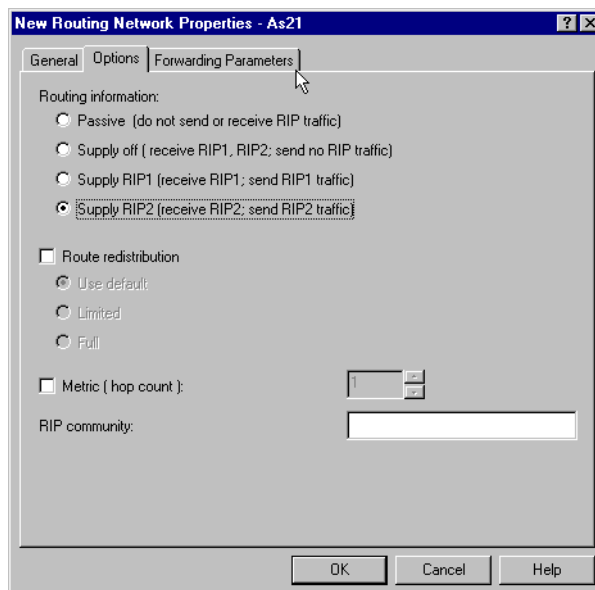 New Routing Network Properties - As21
General Options Forwarding Parameters
Routing information:
Passive (do not send or receive RIP traffic)
Supply off ( receive RIP1, RIP2; send no RIP traffic)
Supply RIP1 (receive RIP1; send RIP1 traffic)
Supply RIP2 (receive RIP2; send RIP2 traffic)
Route redistribution
Use default
Limited
Full
Metric ( hop count ): 1
RIP community:
OK Cancel Help